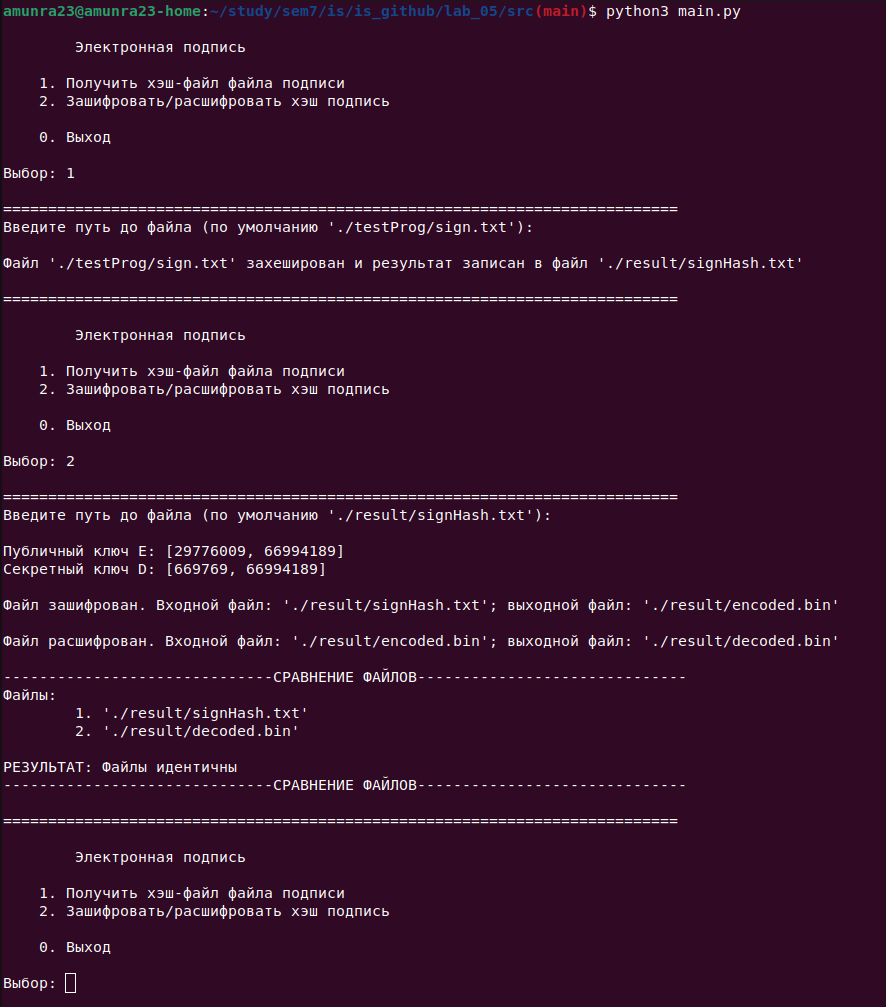 amunra23@amunra23-home:~/study/sem7/is/is_github/lab_05/src(main)$ python3 main.py
Электронная подпись
1. Получить хэш-файл файла подписи
2. Зашифровать/расшифровать хэш подпись
0. Выход
Выбор: 1
===========================================================================
Введите путь до файла (по умолчанию './testProg/sign.txt'):
Файл './testProg/sign.txt' захеширован и результат записан в файл './result/signHash.txt'
===========================================================================
Электронная подпись
1. Получить хэш-файл файла подписи
2. Зашифровать/расшифровать хэш подпись
0. Выход
Выбор: 2
===========================================================================
Введите путь до файла (по умолчанию './result/signHash.txt'):
Публичный ключ E: [29776009, 66994189]
Секретный ключ D: [669769, 66994189]
Файл зашифрован. Входной файл: './result/signHash.txt'; выходной файл: './result/encoded.bin'
Файл расшифрован. Входной файл: './result/encoded.bin'; выходной файл: './result/decoded.bin'
------------------------------СРАВНЕНИЕ ФАЙЛОВ------------------------------
Файлы:
1. './result/signHash.txt'
2. './result/decoded.bin'
РЕЗУЛЬТАТ: Файлы идентичны
------------------------------СРАВНЕНИЕ ФАЙЛОВ------------------------------
===========================================================================
Электронная подпись
1. Получить хэш-файл файла подписи
2. Зашифровать/расшифровать хэш подпись
0. Выход
Выбор: